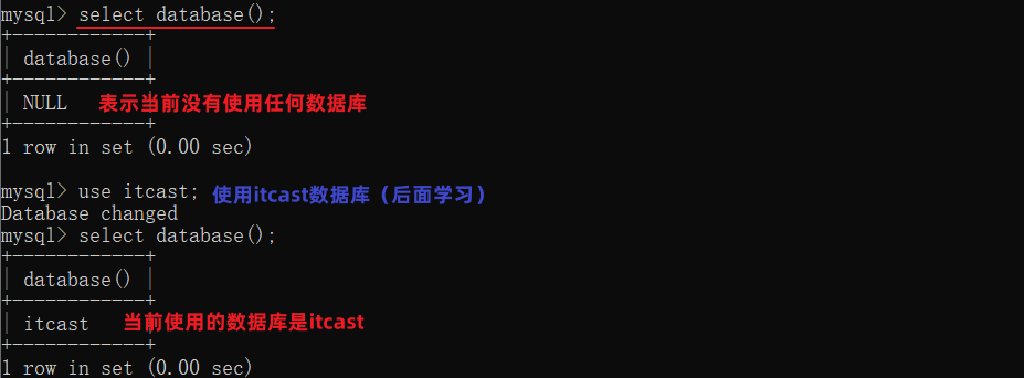 mysql> select database();
+------------+
| database() |
+------------+
| NULL 表示当前没有使用任何数据库
+------------+
1 row in set (0.00 sec)
mysql> use itcast; 使用itcast数据库（后面学习）
Database changed
mysql> select database();
+------------+
| database() |
+------------+
| itcast 当前使用的数据库是itcast
+------------+
1 row in set (0.00 sec)